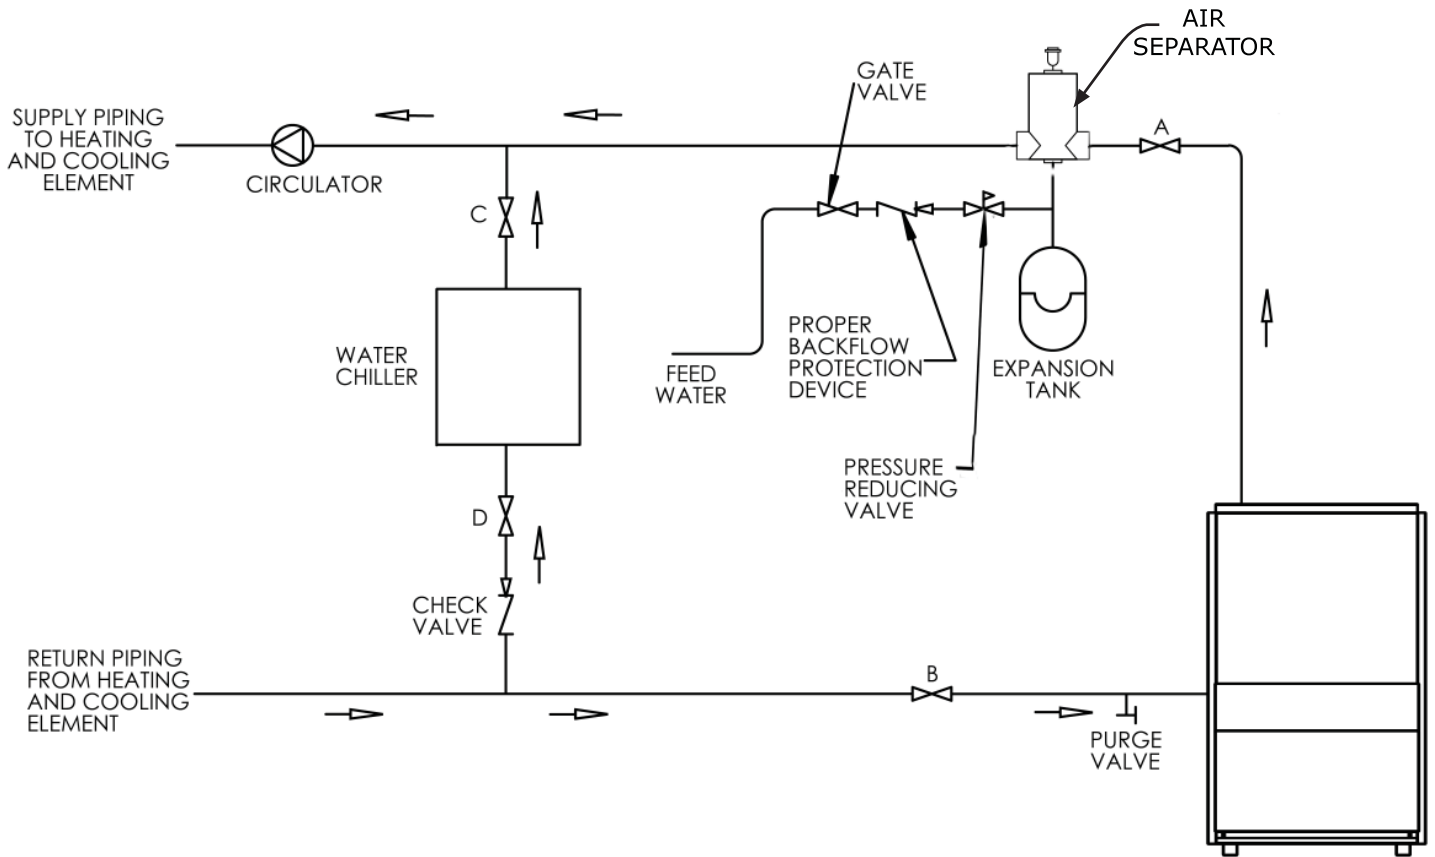 AIR
SEPARATOR
GATE
VALVE
SUPPLY PIPING
TO HEATING
AND COOLING
ELEMENT
CIRCULATOR
A
C
WATER
CHILLER
FEED
WATER
PROPER
BACKFLOW
PROTECTION
DEVICE
EXPANSION
TANK
PRESSURE
REDUCING
VALVE
D
CHECK
VALVE
RETURN PIPING
FROM HEATING
AND COOLING
ELEMENT
B
PURGE
VALVE